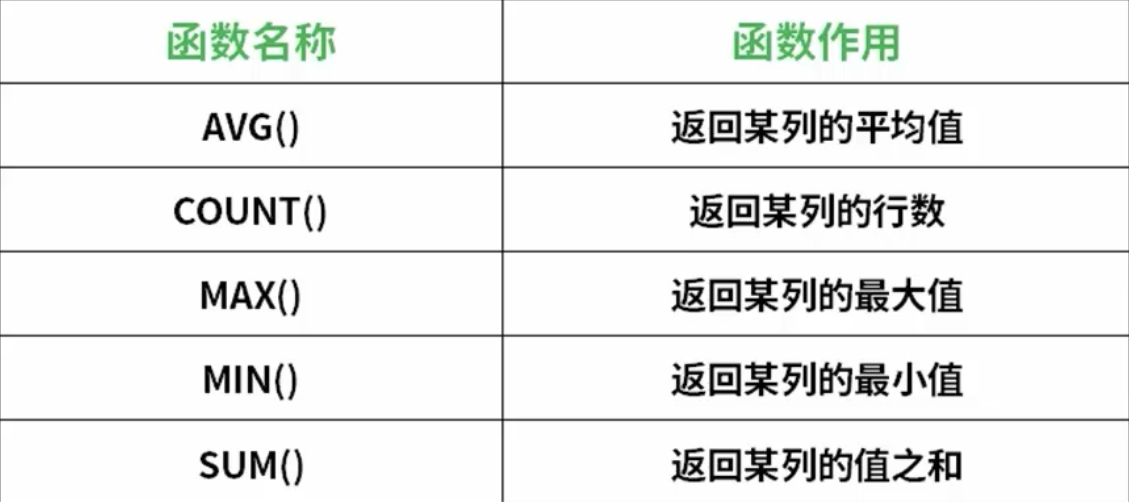 函数名称 函数作用
AVG() 返回某列的平均值
COUNT() 返回某列的行数
MAX() 返回某列的最大值
MIN() 返回某列的最小值
SUM() 返回某列的值之和